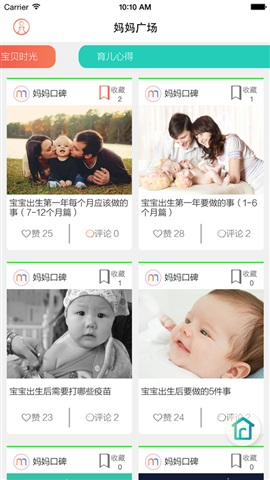 Carrier
10:10 AM
妈妈广场
宝贝时光
育儿心得
妈妈口碑
收藏
2
宝宝出生第一年每个月应该做的
事（7-12个月篇）
赞 25
评论 0
妈妈口碑
收藏
1
宝宝出生第一年要做的事（1-6
个月篇）
赞 28
评论 2
妈妈口碑
收藏
1
宝宝出生后需要打哪些疫苗
赞 23
评论 2
妈妈口碑
收藏
0
宝宝出生后要做的5件事
赞 24
评论 2
妈妈口碑
收藏
0
妈妈口碑
收藏
0